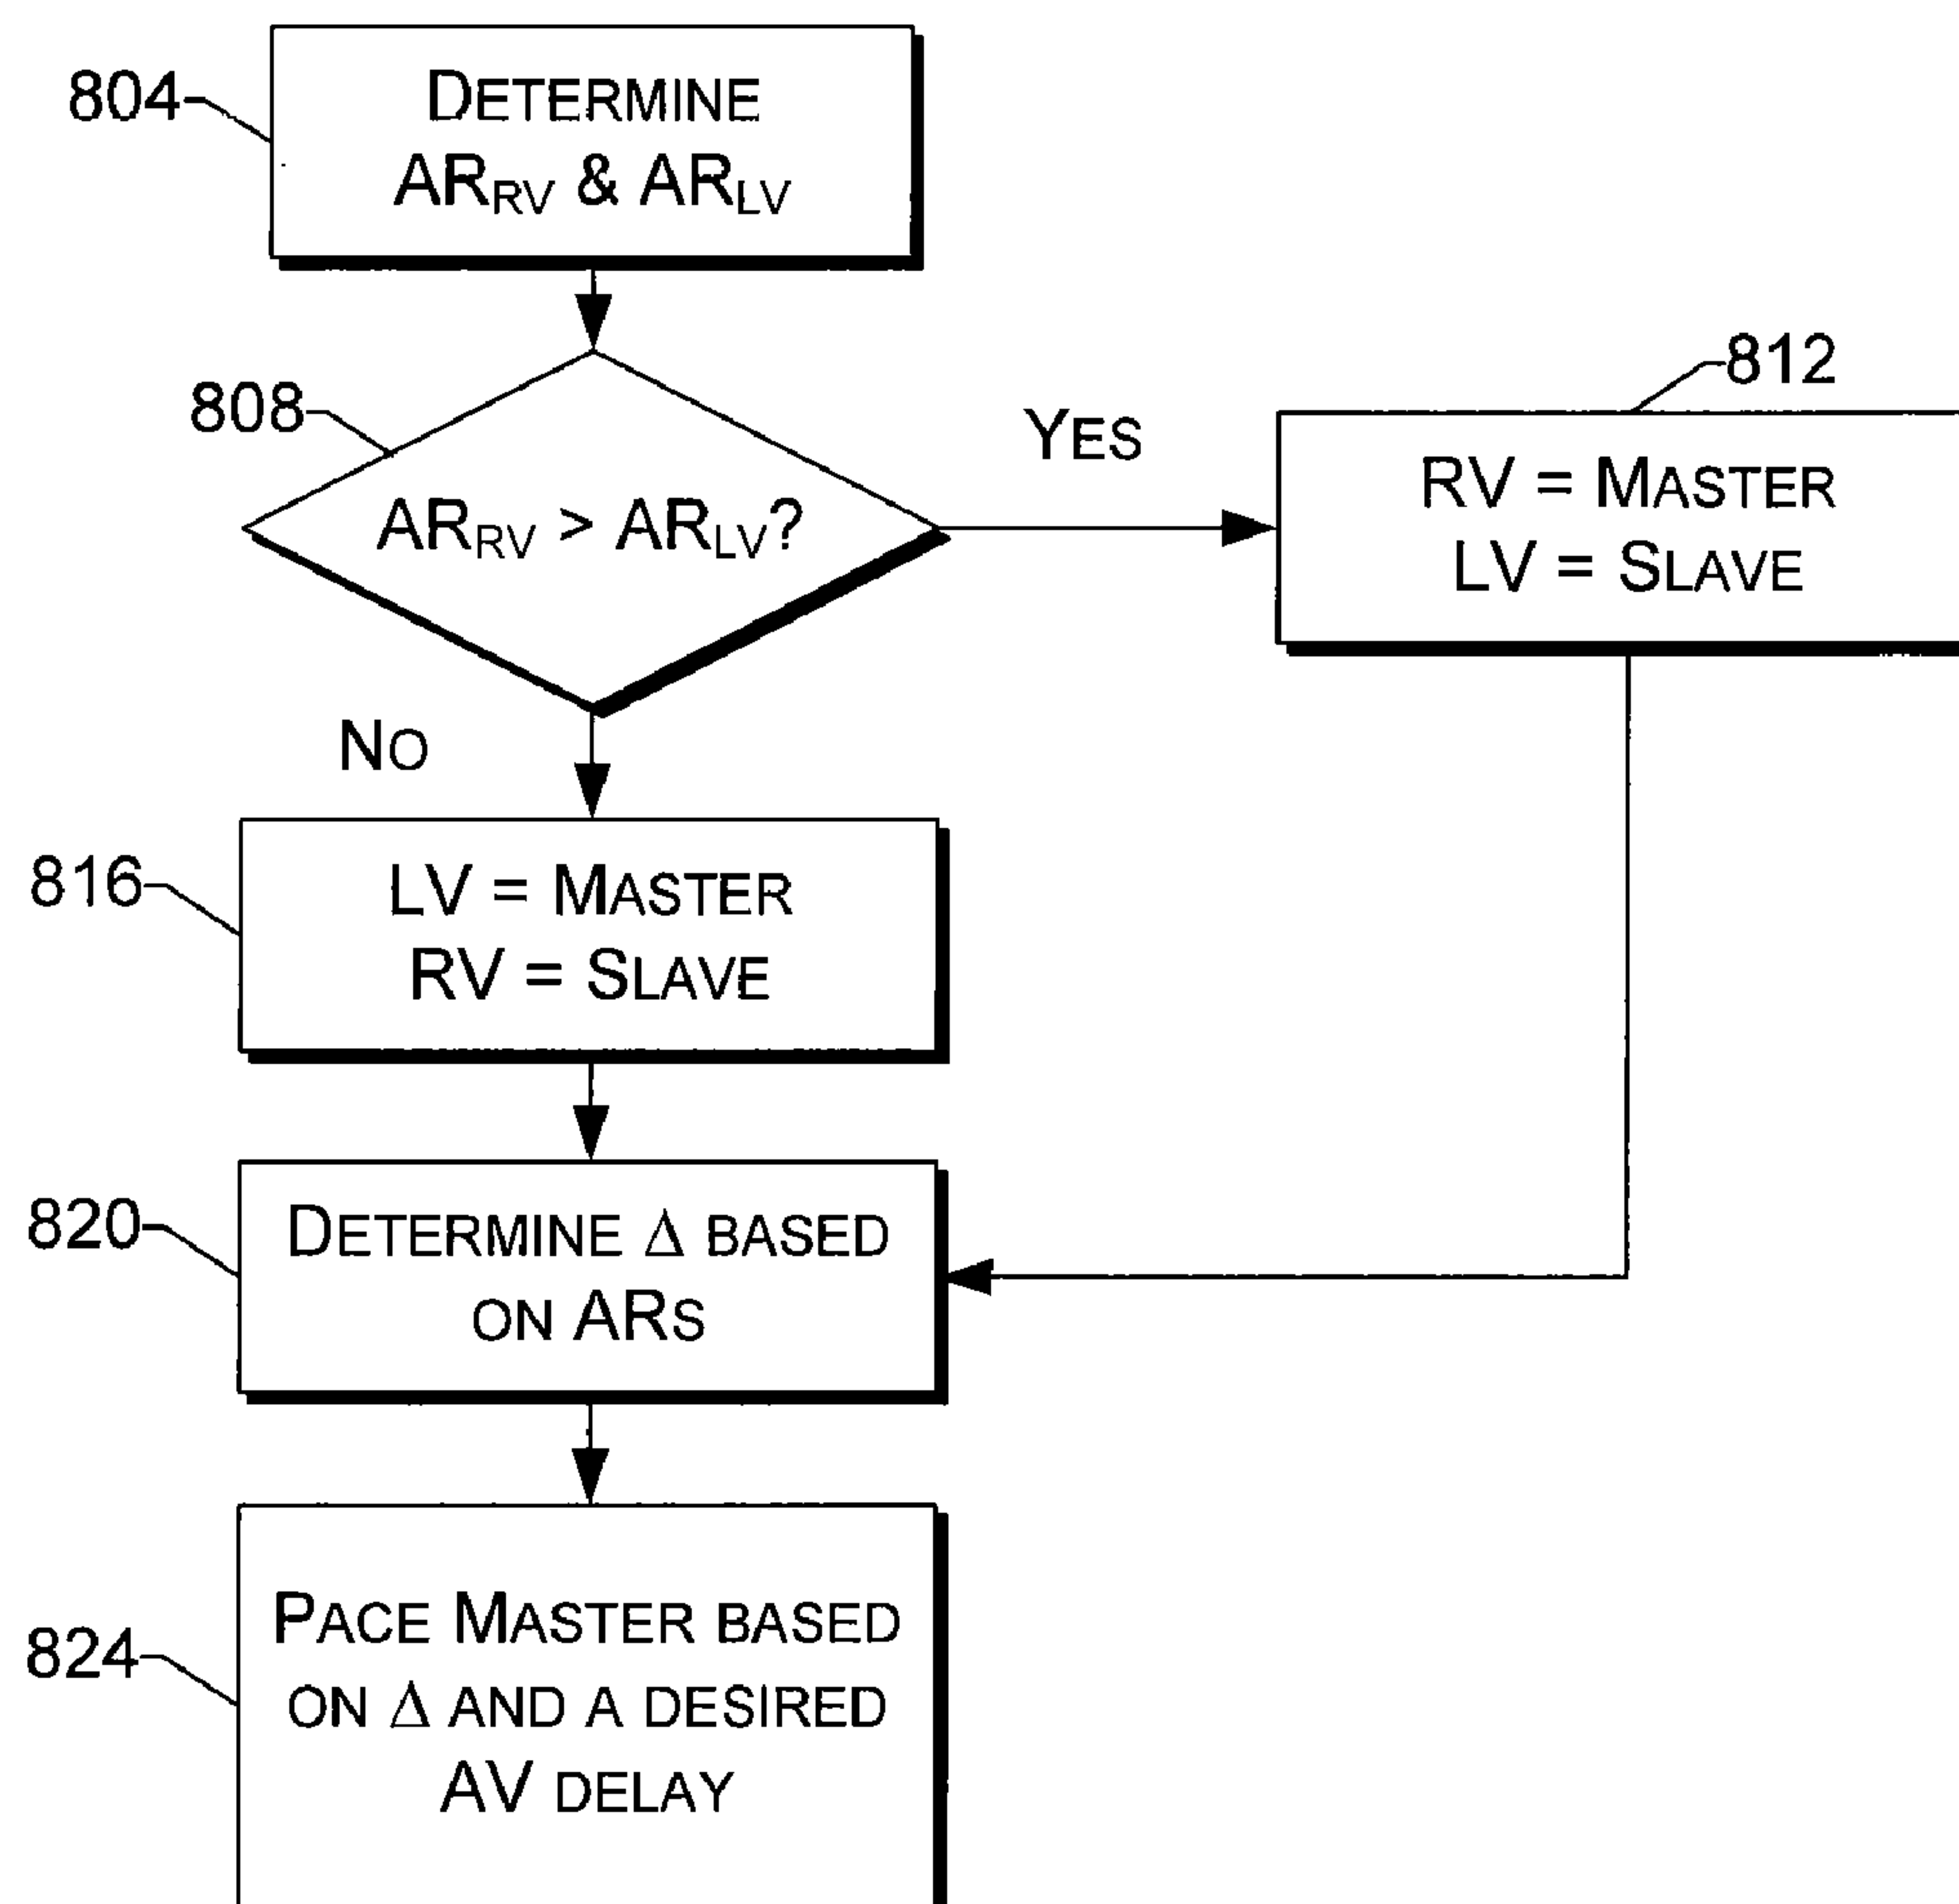 804
DETERMINE
ARRV & ARLV
808
ARRV > ARLV?
YES
812
RV = MASTER
LV = SLAVE
NO
816
LV = MASTER
RV = SLAVE
820
DETERMINE Δ BASED
ON ARS
824
PACE MASTER BASED
ON Δ AND A DESIRED
AV DELAY